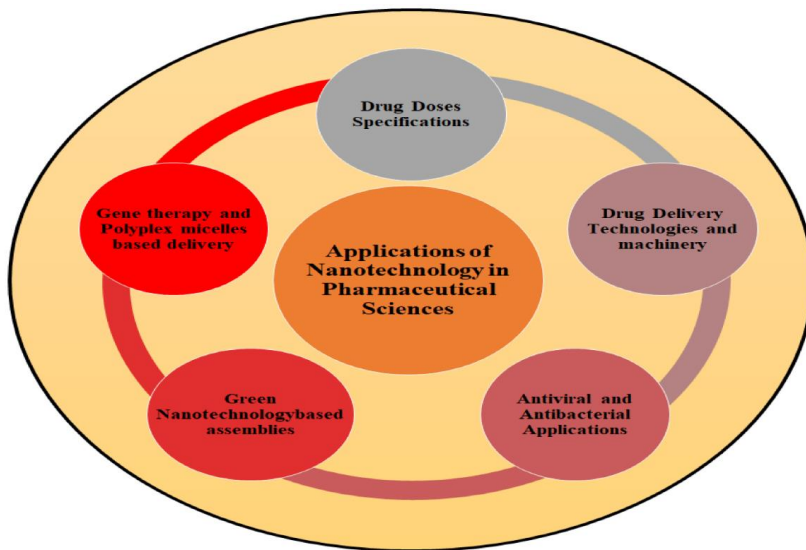 Drug Doses
Specifications
Gene therapy and
Polyplex micelles
based delivery
Drug Delivery
Technologies and
machinery
Applications of
Nanotechnology in
Pharmaceutical
Sciences
Green
Nanotechnologybased
assemblies
Antiviral and
Antibacterial
Applications